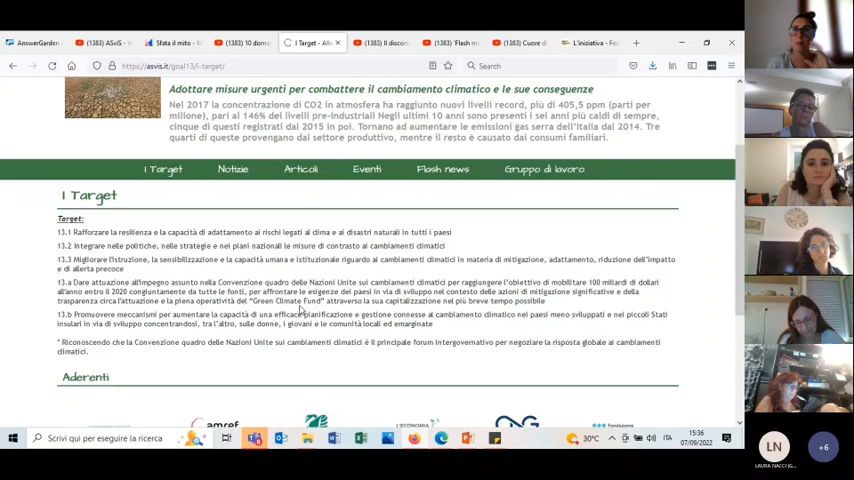 AnswerGarden
(1383) ASviS - V
Sfata il mito - M
(1383) 10 doma
I Target - Alle
(1383) Il discors
(1383) 'Flash m
(1383) Cuore di
L'iniziativa - Fe
https://asvis.it/goal13/i-target/
Search
Adottare misure urgenti per combattere il cambiamento climatico e le sue conseguenze
Nel 2017 la concentrazione di CO2 in atmosfera ha raggiunto nuovi livelli record, più di 405,5 ppm (parti per
milione), pari al 146% dei livelli pre-industriali Negli ultimi 10 anni sono presenti i sei anni più caldi di sempre,
cinque di questi registrati dal 2015 in poi. Tornano ad aumentare le emissioni gas serra dell'Italia dal 2014. Tre
quarti di queste provengono dal settore produttivo, mentre il resto è causato dai consumi familiari.
I Target Notizie Articoli Eventi Flash news Gruppo di lavoro
I Target
Target:
13.1 Rafforzare la resilienza e la capacità di adattamento ai rischi legati al clima e ai disastri naturali in tutti i paesi
13.2 Integrare nelle politiche, nelle strategie e nei piani nazionali le misure di contrasto ai cambiamenti climatici
13.3 Migliorare l'istruzione, la sensibilizzazione e la capacità umana e istituzionale riguardo ai cambiamenti climatici in materia di mitigazione, adattamento, riduzione dell'impatto
e di allerta precoce
13.a Dare attuazione all'impegno assunto nella Convenzione quadro delle Nazioni Unite sui cambiamenti climatici per raggiungere l'obiettivo di mobilitare 100 miliardi di dollari
all'anno entro il 2020 congiuntamente da tutte le fonti, per affrontare le esigenze dei paesi in via di sviluppo nel contesto delle azioni di mitigazione significative e della
trasparenza circa l'attuazione e la piena operatività del "Green Climate Fund" attraverso la sua capitalizzazione nel più breve tempo possibile
13.b Promuovere meccanismi per aumentare la capacità di una efficace pianificazione e gestione connesse al cambiamento climatico nei paesi meno sviluppati e nei piccoli Stati
insulari in via di sviluppo concentrandosi, tra l'altro, sulle donne, i giovani e le comunità locali ed emarginate
* Riconoscendo che la Convenzione quadro delle Nazioni Unite sui cambiamenti climatici è il principale forum intergovernativo per negoziare la risposta globale ai cambiamenti
climatici.
Aderenti
amref
L'ECONOMIA
Fondazione
Scrivi qui per eseguire la ricerca
30°C
ITA
15:36
07/09/2022
LN
+6
LAURA NACCI (G...